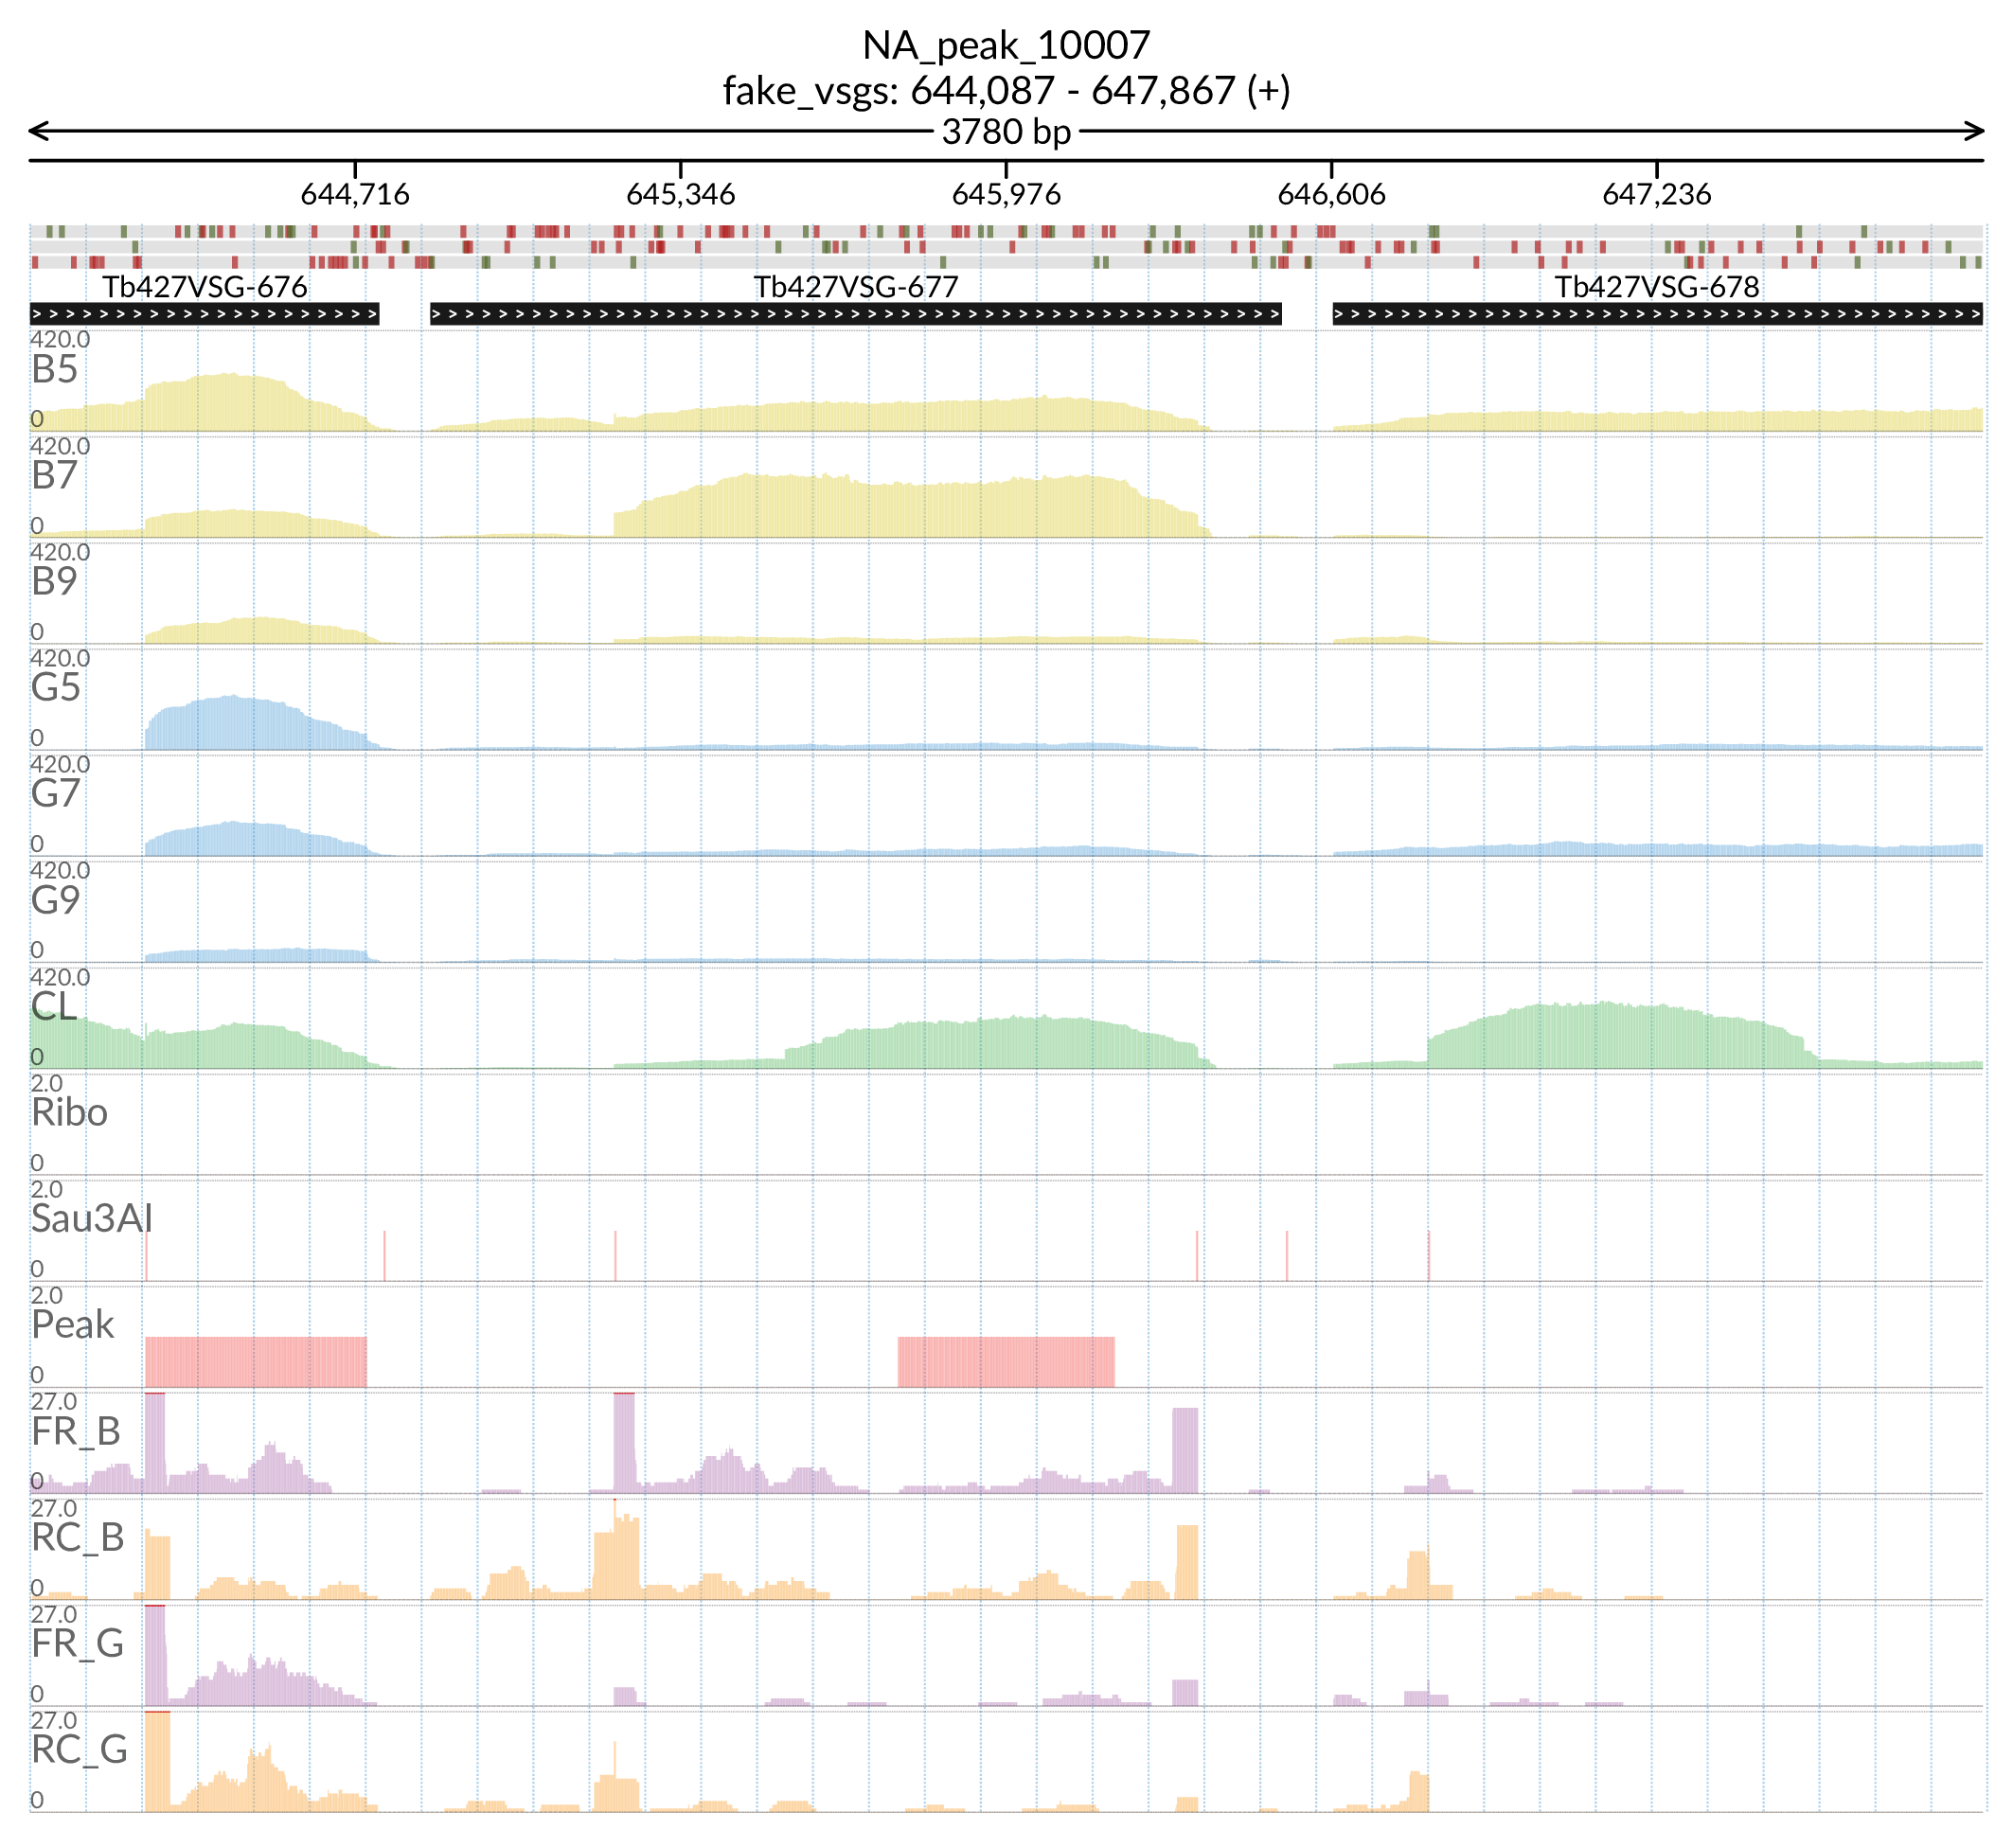 NA_peak_10007
fake_vsgs: 644,087 - 647,867 (+)
3780 bp
644,716 645,346 645,976 646,606 647,236
Tb427VSG-676 Tb427VSG-677 Tb427VSG-678
420.0
B5
0
420.0
B7
0
420.0
B9
0
420.0
G5
0
420.0
G7
0
420.0
G9
0
420.0
CL
0
2.0
Ribo
0
2.0
Sau3AI
0
2.0
Peak
0
27.0
FR_B
0
27.0
RC_B
0
27.0
FR_G
0
27.0
RC_G
0